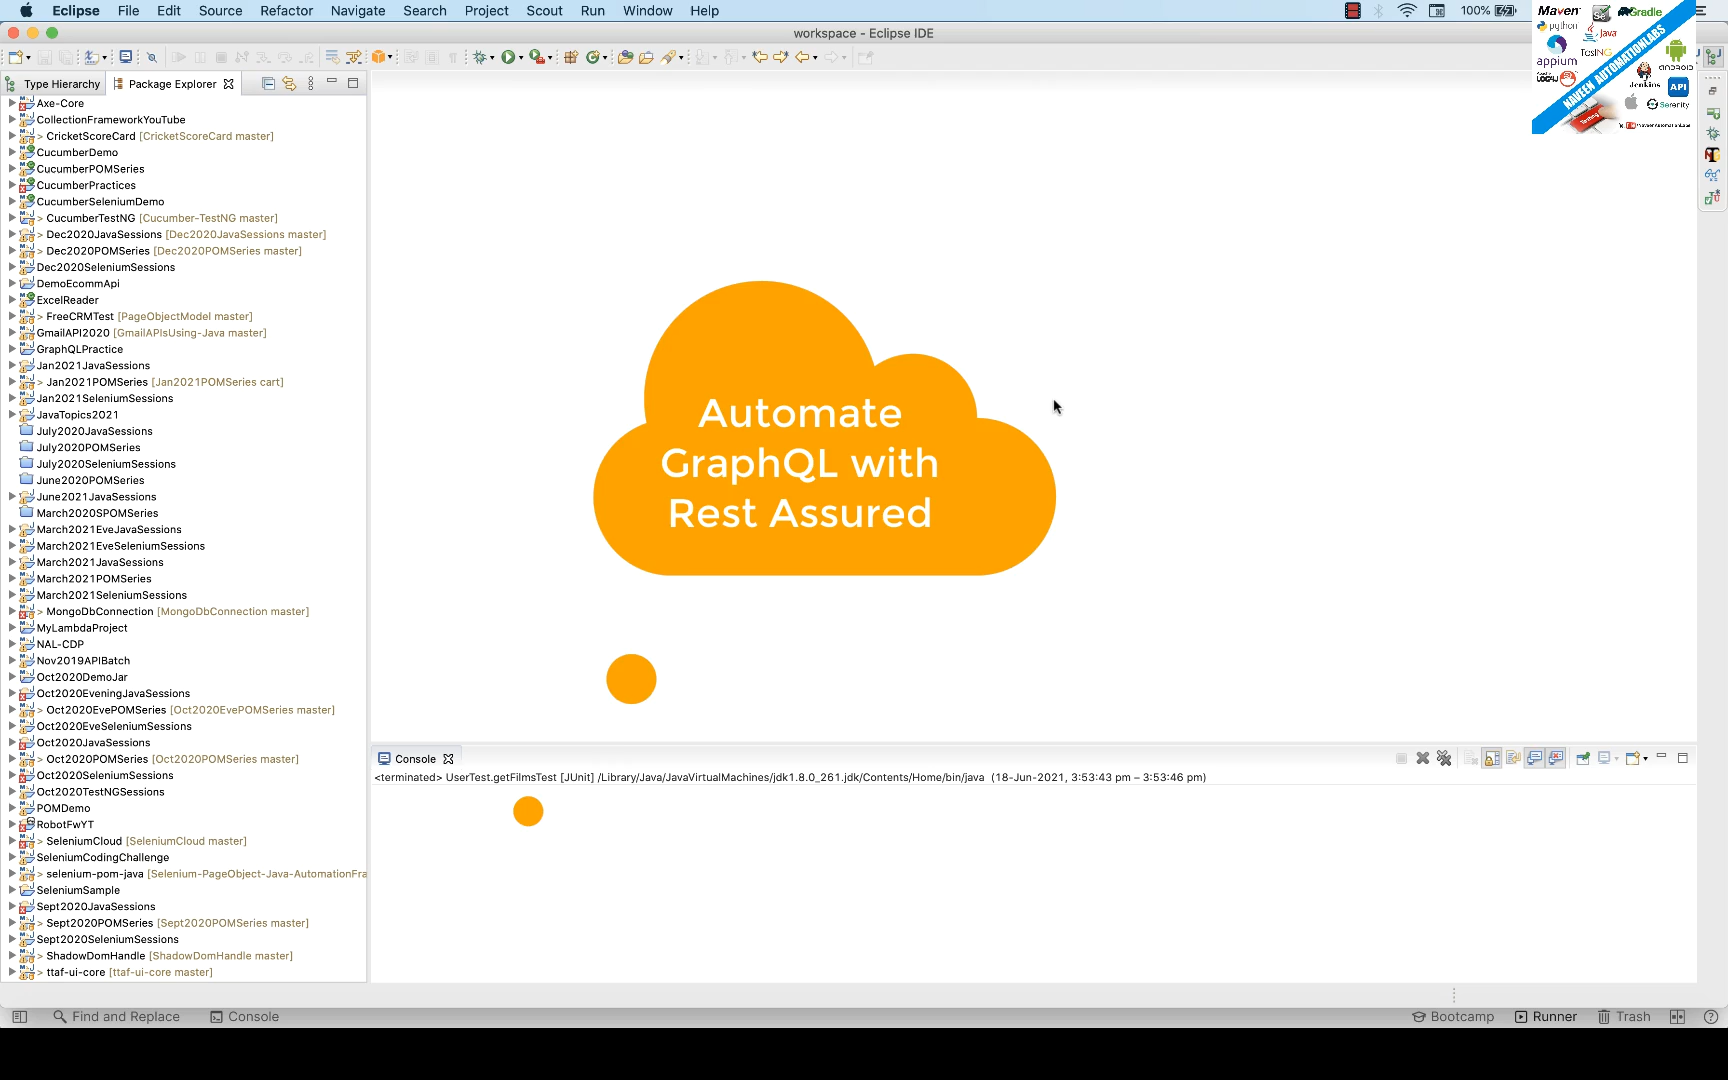 Eclipse File Edit Source Refactor Navigate Search Project Scout Run Window Help
100%
workspace - Eclipse IDE
Maven
Gradle
python
Java
TestNG
appium
ANDROID
LOG4J
Jenkins
API
Serenity
NAVEEN AUTOMATIONLABS
Testing
Type Hierarchy
Package Explorer
Axe-Core
CollectionFrameworkYouTube
> CricketScoreCard [CricketScoreCard master]
CucumberDemo
CucumberPOMSeries
CucumberPractices
CucumberSeleniumDemo
> CucumberTestNG [Cucumber-TestNG master]
> Dec2020JavaSessions [Dec2020JavaSessions master]
> Dec2020POMSeries [Dec2020POMSeries master]
Dec2020SeleniumSessions
DemoEcommApi
ExcelReader
> FreeCRMTest [PageObjectModel master]
GmailAPI2020 [GmailAPIsUsing-Java master]
GraphQLPractice
Jan2021JavaSessions
> Jan2021POMSeries [Jan2021POMSeries cart]
Jan2021SeleniumSessions
JavaTopics2021
July2020JavaSessions
July2020POMSeries
July2020SeleniumSessions
June2020POMSeries
June2021JavaSessions
March2020SPOMSeries
March2021EveJavaSessions
March2021EveSeleniumSessions
March2021JavaSessions
March2021POMSeries
March2021SeleniumSessions
> MongoDbConnection [MongoDbConnection master]
MyLambdaProject
NAL-CDP
Nov2019APIBatch
Oct2020DemoJar
Oct2020EveningJavaSessions
> Oct2020EvePOMSeries [Oct2020EvePOMSeries master]
Oct2020EveSeleniumSessions
Oct2020JavaSessions
> Oct2020POMSeries [Oct2020POMSeries master]
Oct2020SeleniumSessions
Oct2020TestNGSessions
POMDemo
RobotFwYT
> SeleniumCloud [SeleniumCloud master]
SeleniumCodingChallenge
> selenium-pom-java [Selenium-PageObject-Java-AutomationFra
SeleniumSample
Sept2020JavaSessions
> Sept2020POMSeries [Sept2020POMSeries master]
Sept2020SeleniumSessions
> ShadowDomHandle [ShadowDomHandle master]
> ttaf-ui-core [ttaf-ui-core master]
Automate
GraphQL with
Rest Assured
Console
<terminated> UserTest.getFilmsTest [JUnit] /Library/Java/JavaVirtualMachines/jdk1.8.0_261.jdk/Contents/Home/bin/java (18-Jun-2021, 3:53:43 pm – 3:53:46 pm)
Find and Replace
Console
Bootcamp
Runner
Trash